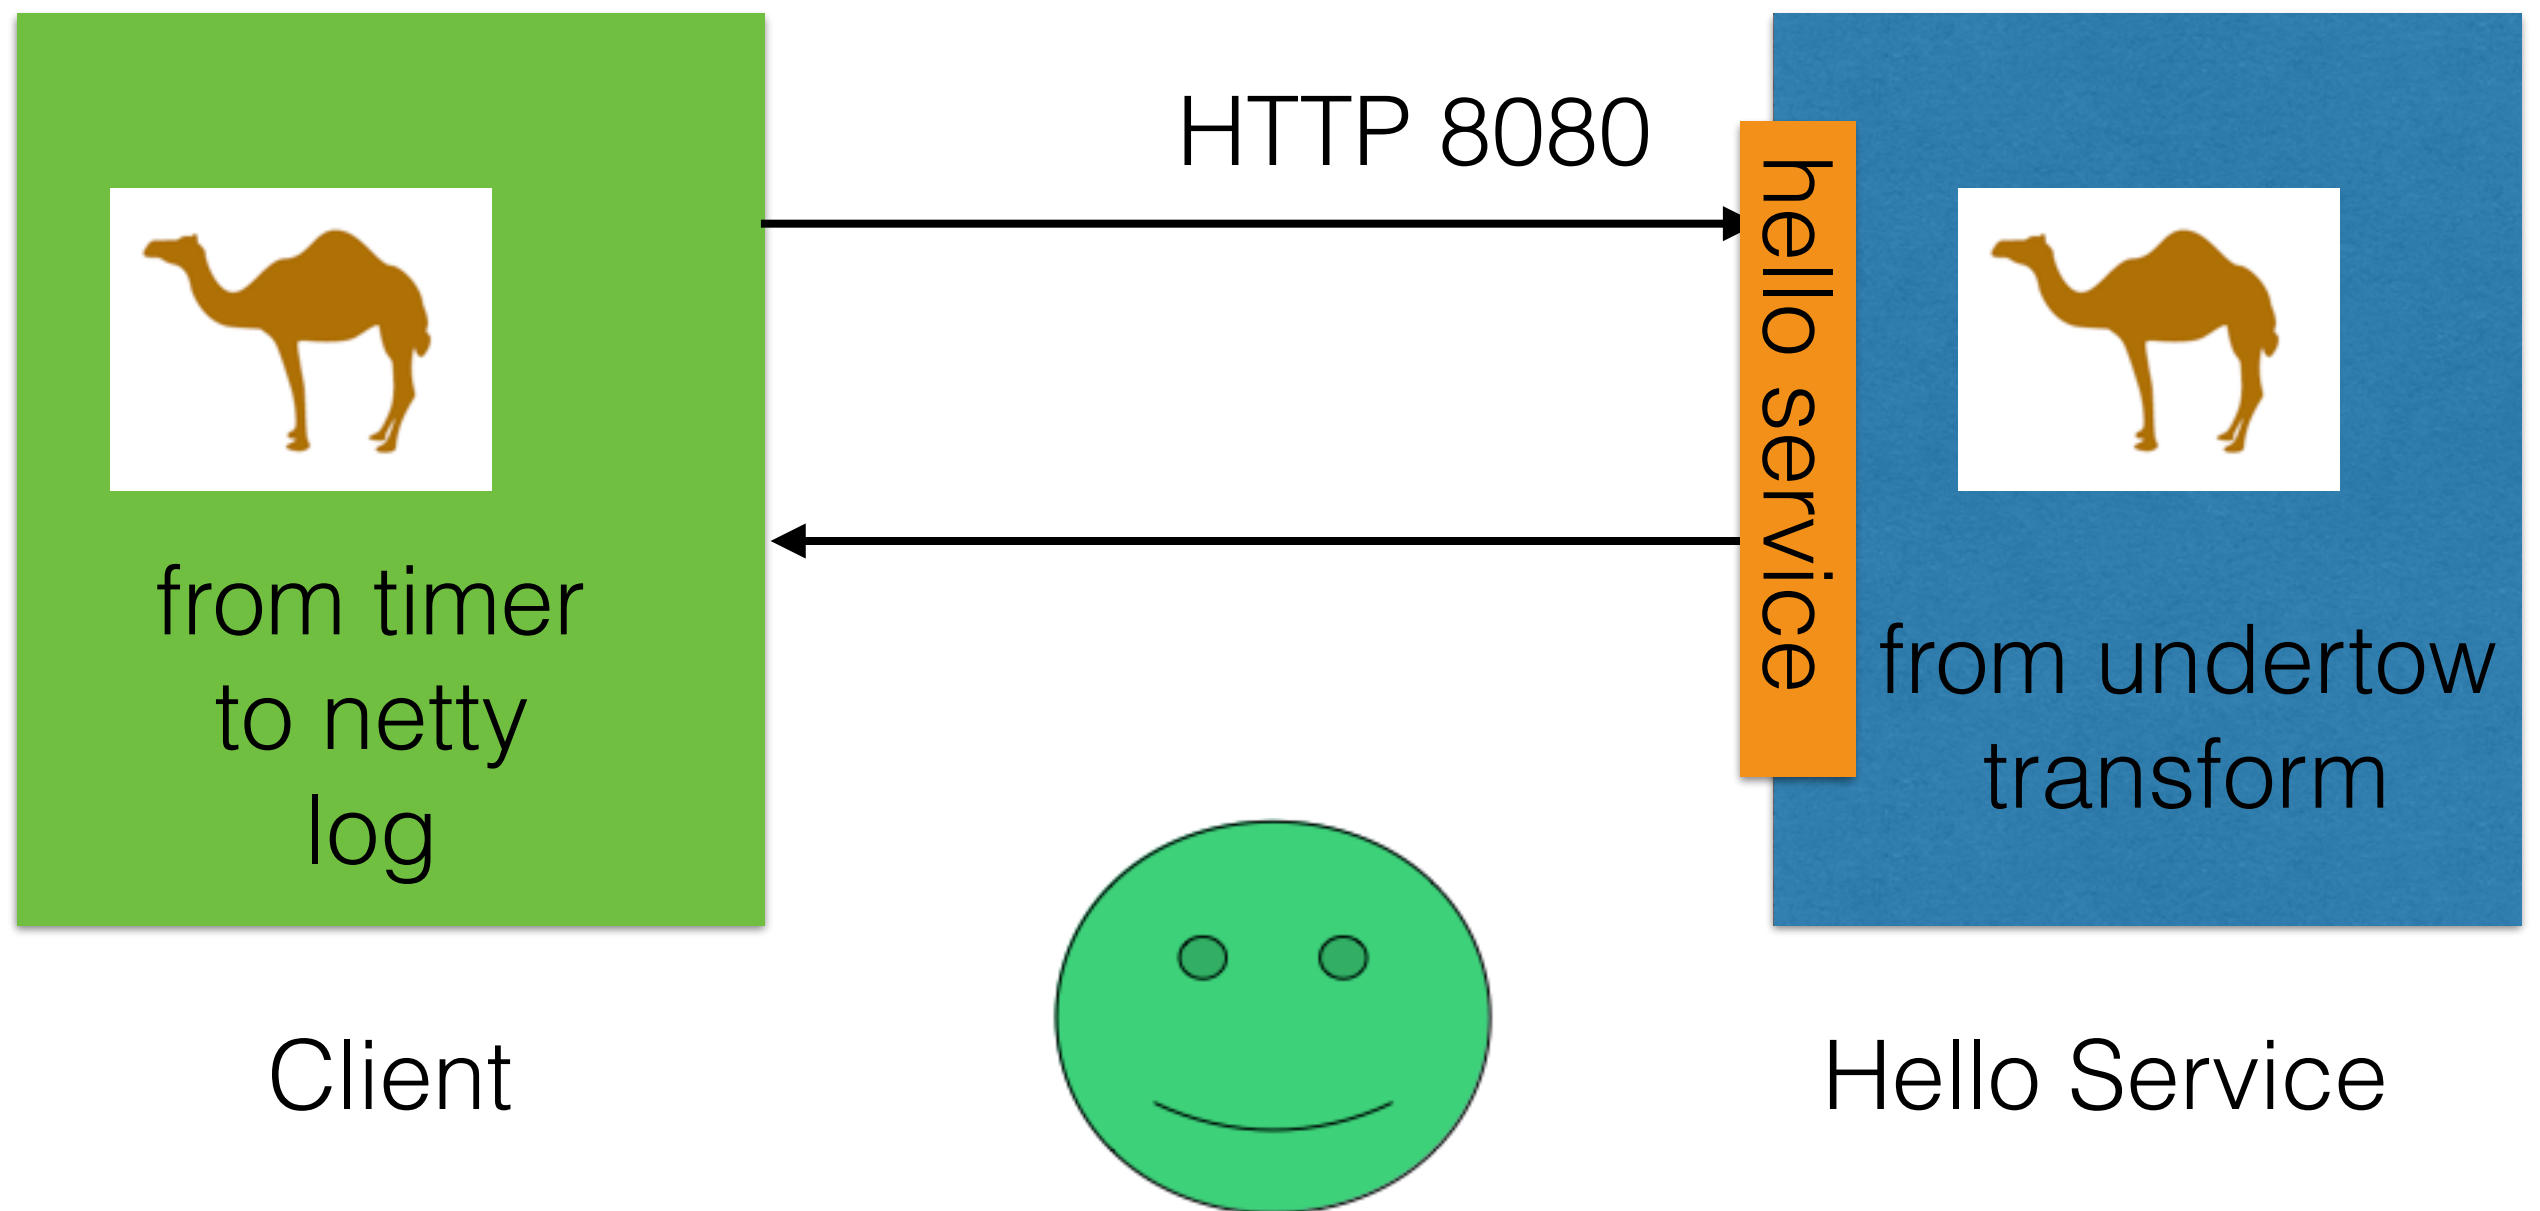 HTTP 8080
hello service
from timer
to netty
log
from undertow
transform
Client
Hello Service